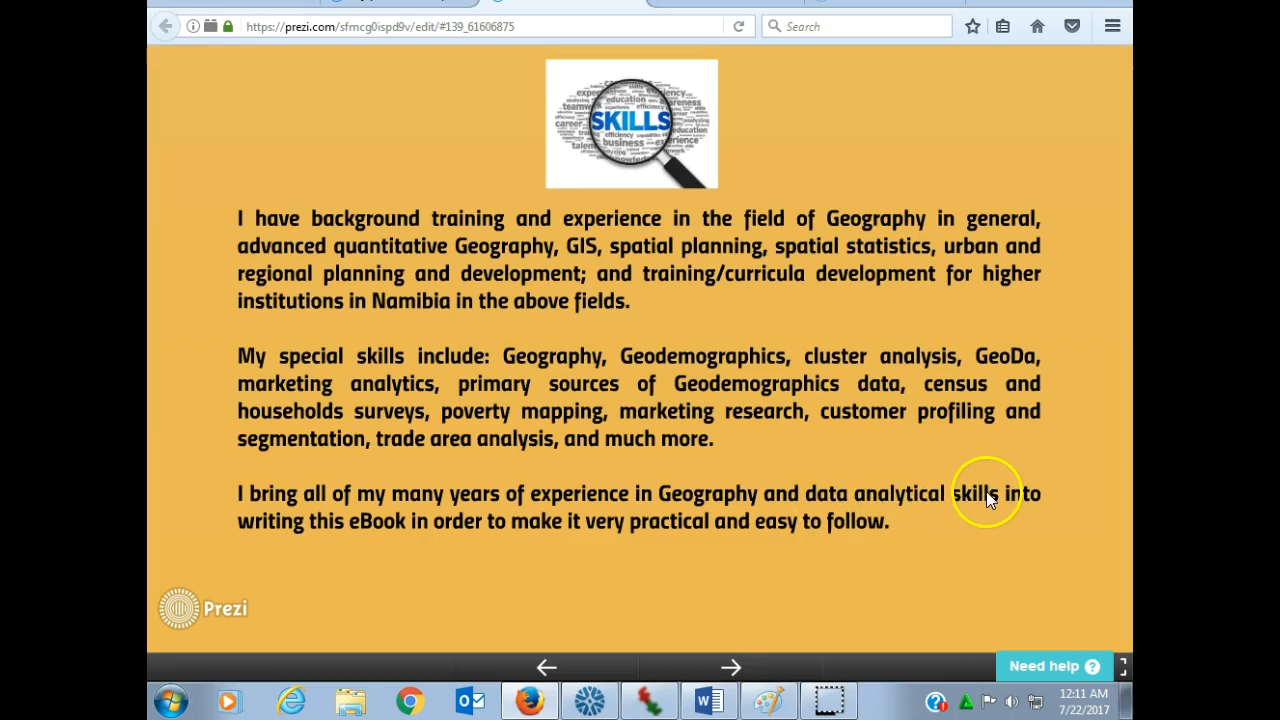 https://prezi.com/sfmcg0ispd9v/edit/#139_61606875
Search
education
SKILLS
efficiency
business
career
education
I have background training and experience in the field of Geography in general,
advanced quantitative Geography, GIS, spatial planning, spatial statistics, urban and
regional planning and development; and training/curricula development for higher
institutions in Namibia in the above fields.
My special skills include: Geography, Geodemographics, cluster analysis, GeoDa,
marketing analytics, primary sources of Geodemographics data, census and
households surveys, poverty mapping, marketing research, customer profiling and
segmentation, trade area analysis, and much more.
I bring all of my many years of experience in Geography and data analytical skills into
writing this eBook in order to make it very practical and easy to follow.
Prezi
Need help ?
12:11 AM
7/22/2017